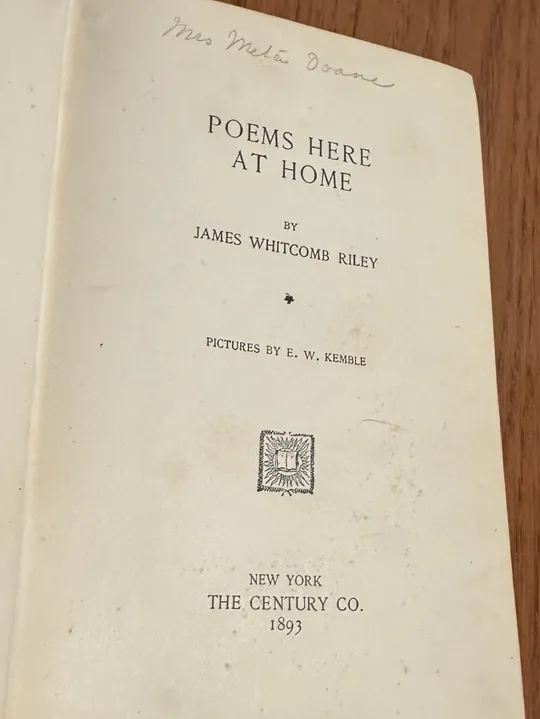 Mrs Doane
POEMS HERE
AT HOME
BY
JAMES WHITCOMB RILEY
PICTURES BY E. W. KEMBLE
NEW YORK
THE CENTURY CO.
1893